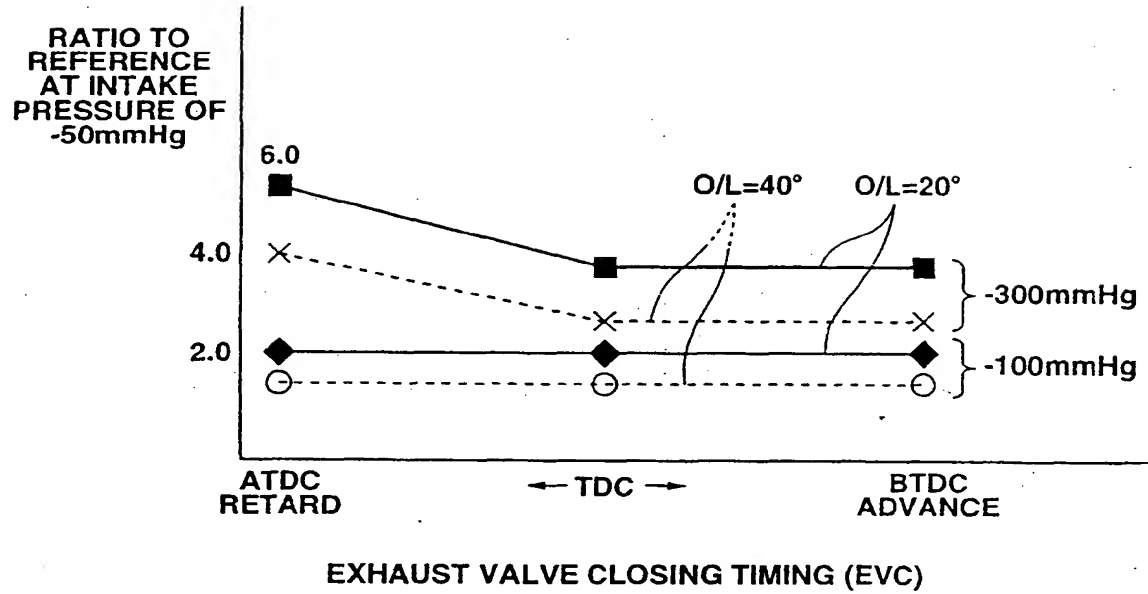 RATIO TO
REFERENCE
AT INTAKE
PRESSURE OF
-50mmHg
6.0
4.0
2.0
O/L=40°
O/L=20°
-300mmHg
-100mmHg
ATDC
RETARD
← TDC →
BTDC
ADVANCE
EXHAUST VALVE CLOSING TIMING (EVC)